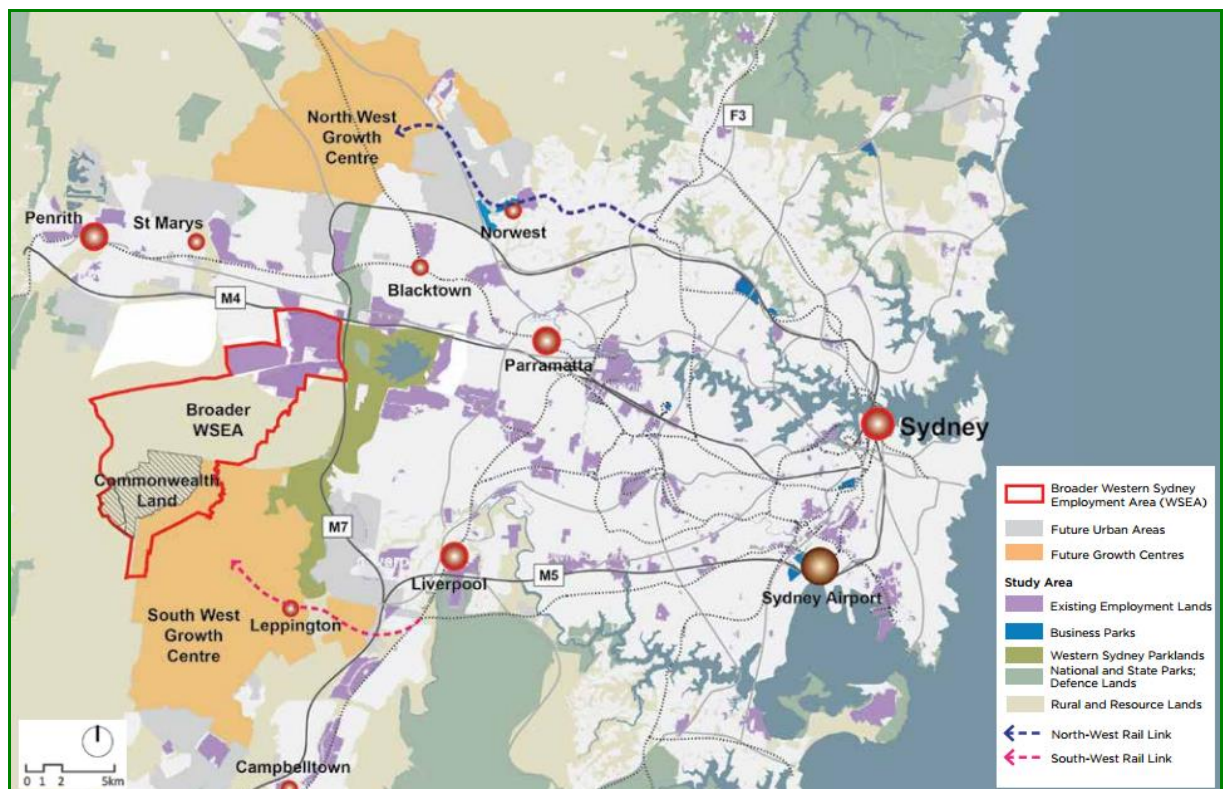 F3
North West
Growth
Centre
Penrith
St Marys
Norwest
Blacktown
M4
Parramatta
Broader
WSEA
Sydney
Commonwealth
Land
M7
Liverpool
M5
Sydney Airport
Leppington
South West
Growth
Centre
Campbelltown
0 1 2 5km
Broader Western Sydney
Employment Area (WSEA)
Future Urban Areas
Future Growth Centres
Study Area
Existing Employment Lands
Business Parks
Western Sydney Parklands
National and State Parks;
Defence Lands
Rural and Resource Lands
North-West Rail Link
South-West Rail Link